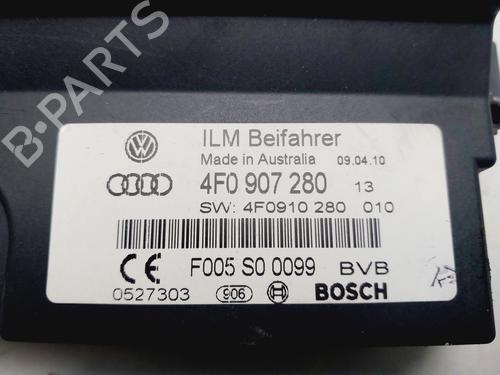 B-PARTS
ILM Beifahrer
Made in Australia 09.04.10
4F0 907 280 13
SW: 4F0910 280 010
F005 S0 0099 BVB
CE
0527303 906 BOSCH